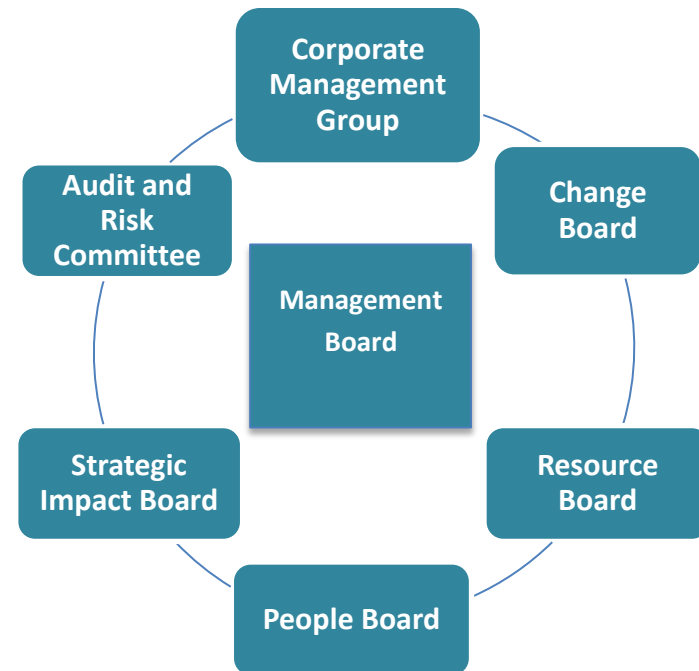 Corporate
Management
Group
Audit and
Risk
Committee
Change
Board
Management
Board
Strategic
Impact Board
Resource
Board
People Board